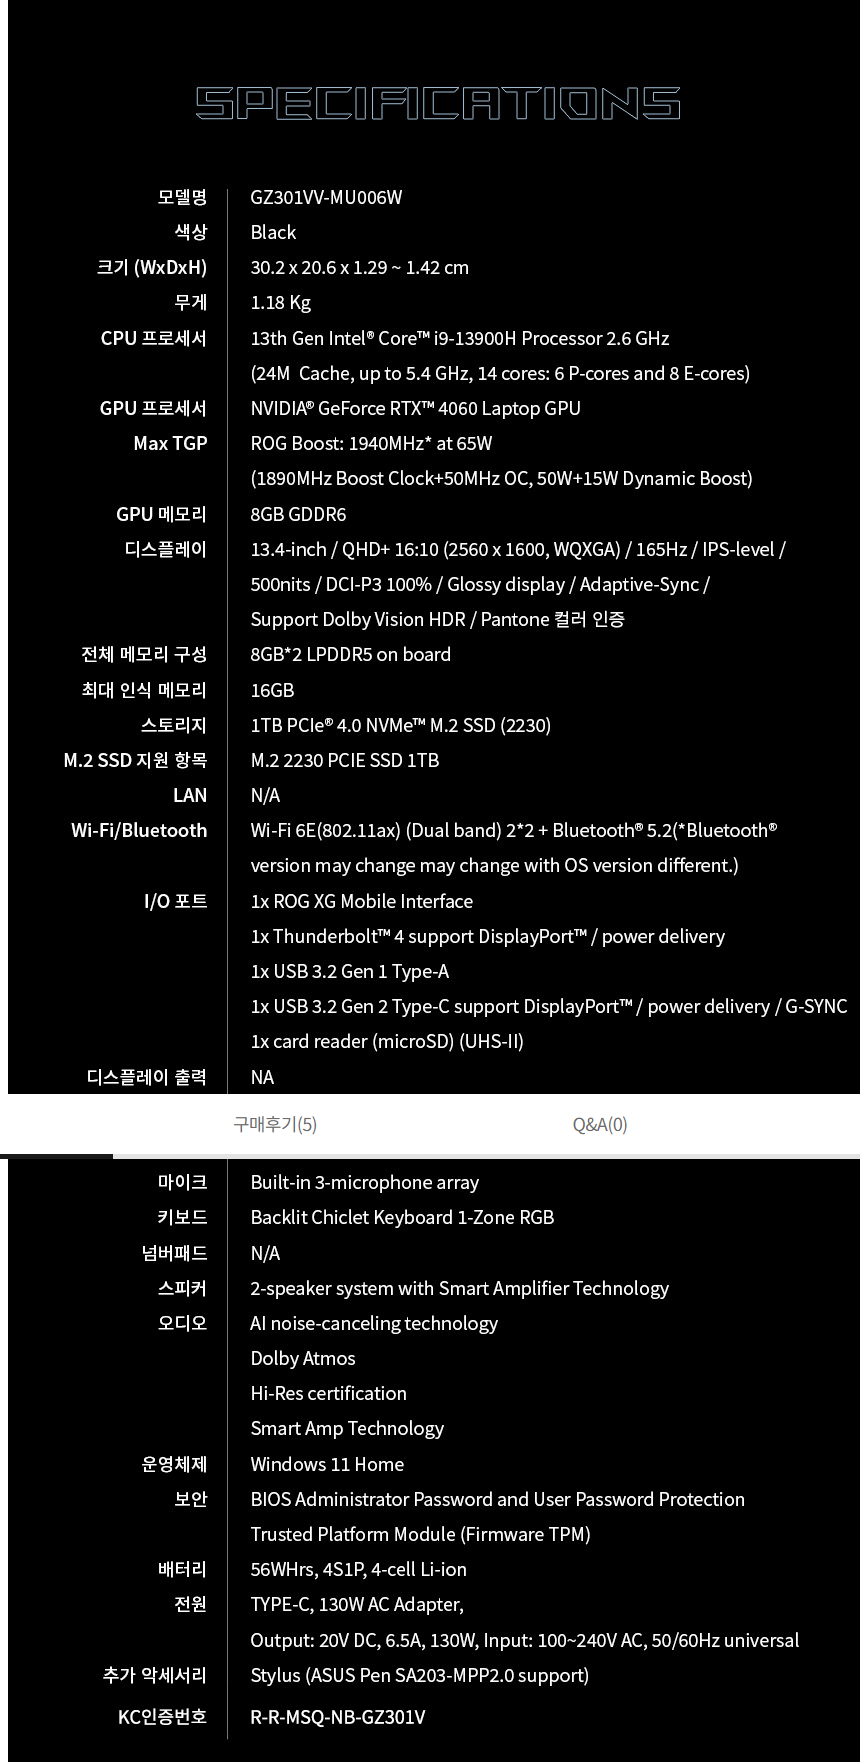 SPECIFICATIONS
모델명 GZ301VV-MU006W
색상 Black
크기 (WxDxH) 30.2 x 20.6 x 1.29 ~ 1.42 cm
무게 1.18 Kg
CPU 프로세서 13th Gen Intel® Core™ i9-13900H Processor 2.6 GHz
(24M Cache, up to 5.4 GHz, 14 cores: 6 P-cores and 8 E-cores)
GPU 프로세서 NVIDIA® GeForce RTX™ 4060 Laptop GPU
Max TGP ROG Boost: 1940MHz* at 65W
(1890MHz Boost Clock+50MHz OC, 50W+15W Dynamic Boost)
GPU 메모리 8GB GDDR6
디스플레이 13.4-inch / QHD+ 16:10 (2560 x 1600, WQXGA) / 165Hz / IPS-level /
500nits / DCI-P3 100% / Glossy display / Adaptive-Sync /
Support Dolby Vision HDR / Pantone 컬러 인증
전체 메모리 구성 8GB*2 LPDDR5 on board
최대 인식 메모리 16GB
스토리지 1TB PCIe® 4.0 NVMe™ M.2 SSD (2230)
M.2 SSD 지원 항목 M.2 2230 PCIE SSD 1TB
LAN N/A
Wi-Fi/Bluetooth Wi-Fi 6E(802.11ax) (Dual band) 2*2 + Bluetooth® 5.2(*Bluetooth®
version may change may change with OS version different.)
I/O 포트 1x ROG XG Mobile Interface
1x Thunderbolt™ 4 support DisplayPort™ / power delivery
1x USB 3.2 Gen 1 Type-A
1x USB 3.2 Gen 2 Type-C support DisplayPort™ / power delivery / G-SYNC
1x card reader (microSD) (UHS-II)
디스플레이 출력 NA
구매후기(5) Q&A(0)
마이크 Built-in 3-microphone array
키보드 Backlit Chiclet Keyboard 1-Zone RGB
넘버패드 N/A
스피커 2-speaker system with Smart Amplifier Technology
오디오 AI noise-canceling technology
Dolby Atmos
Hi-Res certification
Smart Amp Technology
운영체제 Windows 11 Home
보안 BIOS Administrator Password and User Password Protection
Trusted Platform Module (Firmware TPM)
배터리 56WHrs, 4S1P, 4-cell Li-ion
전원 TYPE-C, 130W AC Adapter,
Output: 20V DC, 6.5A, 130W, Input: 100~240V AC, 50/60Hz universal
추가 악세서리 Stylus (ASUS Pen SA203-MPP2.0 support)
KC인증번호 R-R-MSQ-NB-GZ301V